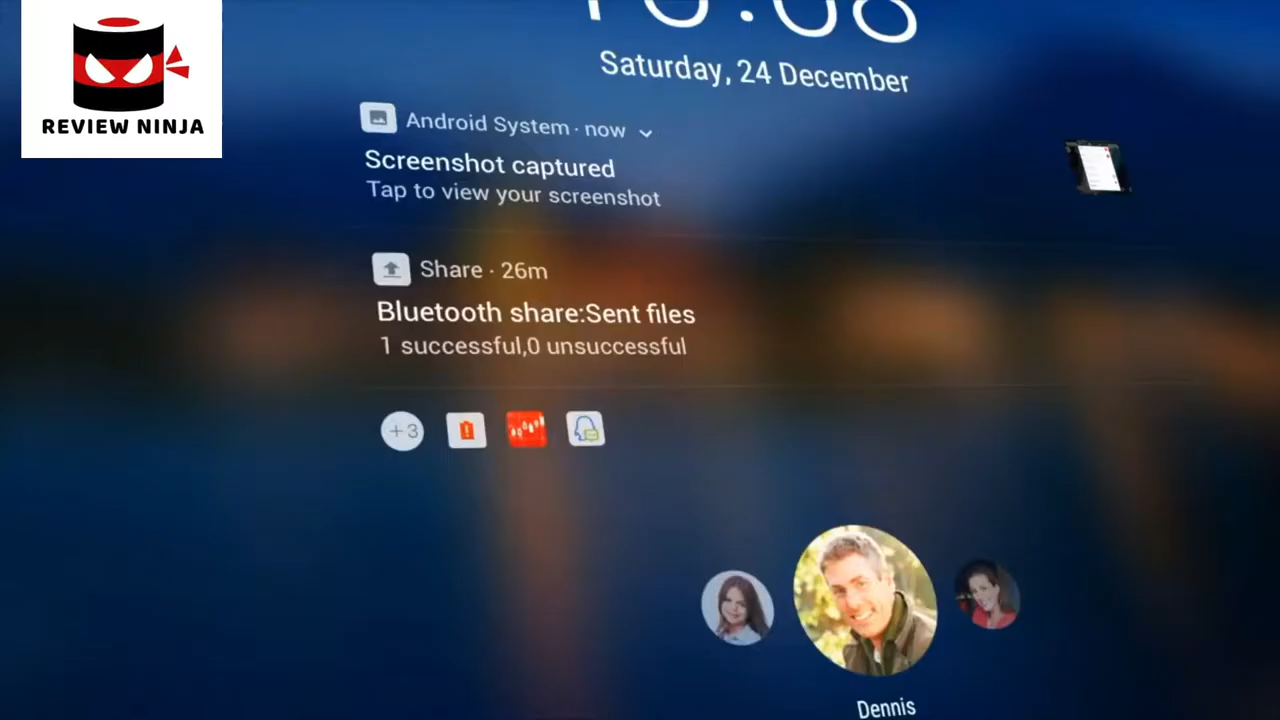 REVIEW NINJA
Saturday, 24 December
Android System · now
Screenshot captured
Tap to view your screenshot
Share · 26m
Bluetooth share:Sent files
1 successful,0 unsuccessful
+3
Dennis